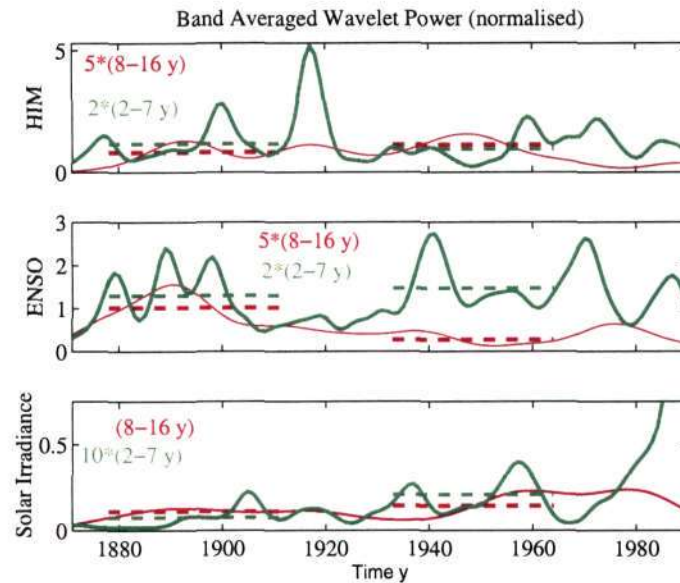 Band Averaged Wavelet Power (normalised)
5
5*(8−16 y)
2*(2−7 y)
HIM
0
3
5*(8−16 y)
2*(2−7 y)
2
ENSO
1
0
(8−16 y)
0.5
10*(2−7 y)
Solar Irradiance
0
1880 1900 1920 1940 1960 1980
Time y